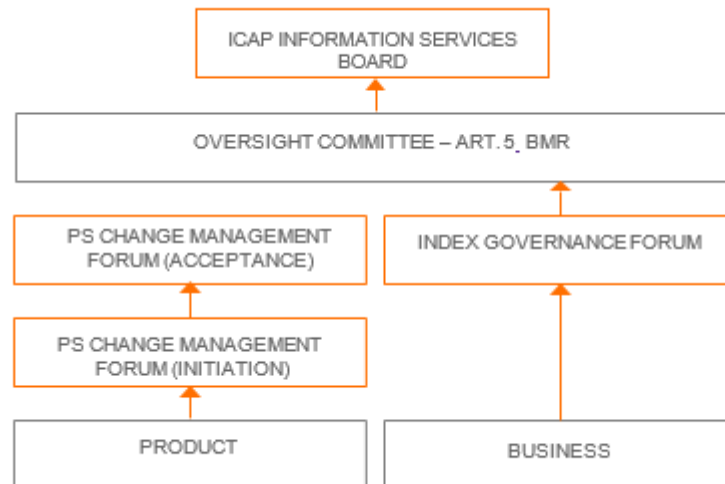 ICAP INFORMATION SERVICES
BOARD
OVERSIGHT COMMITTEE – ART. 5, BMR
PS CHANGE MANAGEMENT
FORUM (ACCEPTANCE)
INDEX GOVERNANCE FORUM
PS CHANGE MANAGEMENT
FORUM (INITIATION)
PRODUCT
BUSINESS